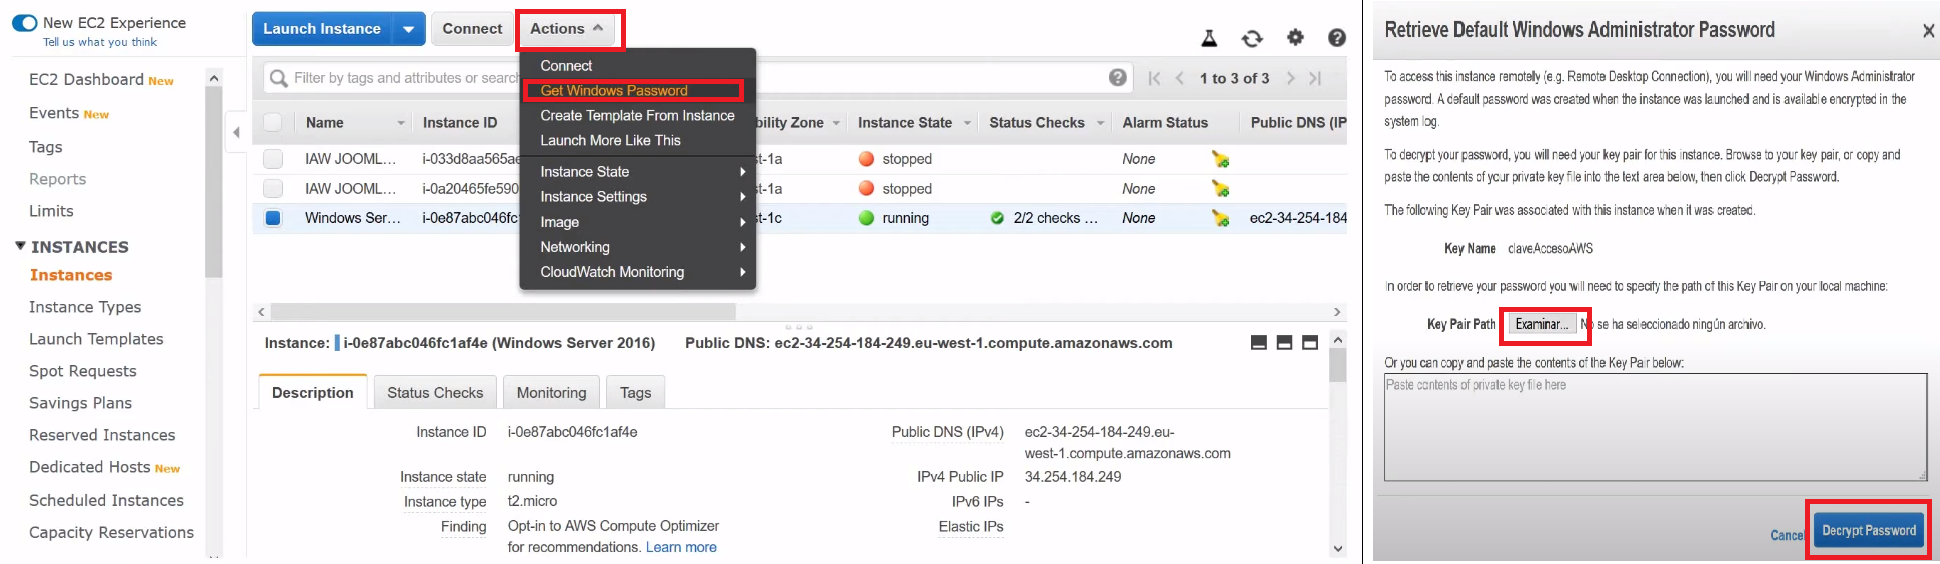 New EC2 Experience
Tell us what you think
EC2 Dashboard New
Events New
Tags
Reports
Limits
INSTANCES
Instances
Instance Types
Launch Templates
Spot Requests
Savings Plans
Reserved Instances
Dedicated Hosts New
Scheduled Instances
Capacity Reservations
Launch Instance Connect Actions
Filter by tags and attributes or searc
1 to 3 of 3
Connect
Get Windows Password
Create Template From Instance
Launch More Like This
Instance State
Instance Settings
Image
Networking
CloudWatch Monitoring
Name Instance ID bility Zone Instance State Status Checks Alarm Status Public DNS (IP
IAW JOOML... i-033d8aa565ae st-1a stopped None
IAW JOOML... i-0a20465fe590 st-1a stopped None
Windows Ser... i-0e87abc046fc1 st-1c running 2/2 checks ... None ec2-34-254-184
Instance: i-0e87abc046fc1af4e (Windows Server 2016) Public DNS: ec2-34-254-184-249.eu-west-1.compute.amazonaws.com
Description Status Checks Monitoring Tags
Instance ID i-0e87abc046fc1af4e
Instance state running
Instance type t2.micro
Finding Opt-in to AWS Compute Optimizer
for recommendations. Learn more
Public DNS (IPv4) ec2-34-254-184-249.eu-
west-1.compute.amazonaws.com
IPv4 Public IP 34.254.184.249
IPv6 IPs -
Elastic IPs
Retrieve Default Windows Administrator Password
To access this instance remotely (e.g. Remote Desktop Connection), you will need your Windows Administrator
password. A default password was created when the instance was launched and is available encrypted in the
system log.
To decrypt your password, you will need your key pair for this instance. Browse to your key pair, or copy and
paste the contents of your private key file into the text area below, then click Decrypt Password.
The following Key Pair was associated with this instance when it was created.
Key Name claveAccesoAWS
In order to retrieve your password you will need to specify the path of this Key Pair on your local machine:
Key Pair Path Examinar... No se ha seleccionado ningún archivo.
Or you can copy and paste the contents of the Key Pair below:
Paste contents of private key file here
Cancel Decrypt Password